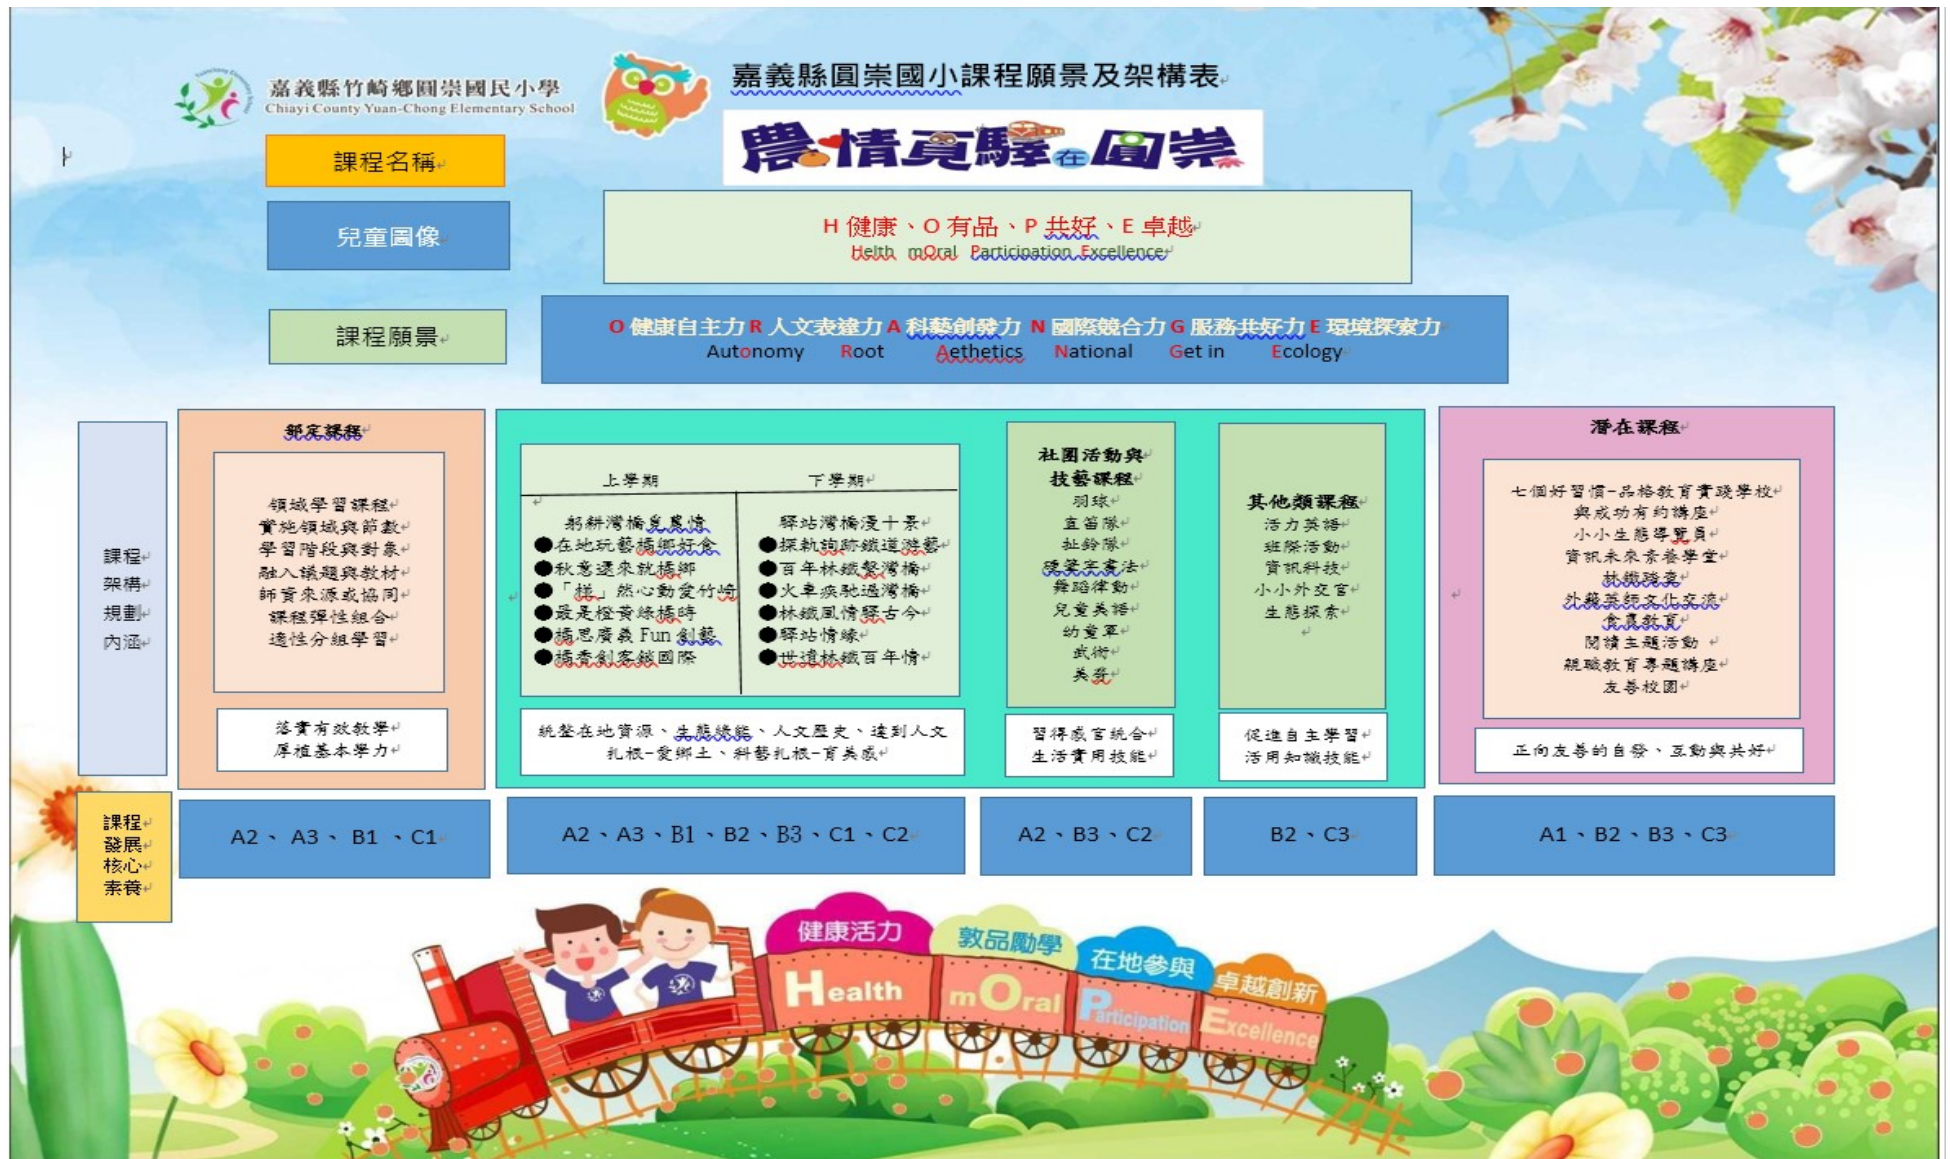 嘉義縣竹崎鄉圓崇國民小學
Chiayi County Yuan-Chong Elementary School
嘉義縣圓崇國小課程願景及架構表
農情頁驛在圓崇
課程名稱
兒童圖像
H 健康、O 有品、P 共好、E 卓越
Helth mOral Participation Excellence
課程願景
O 健康自主力 R 人文表達力 A 科藝創發力 N 國際競合力 G 服務共好力 E 環境探索力
Autonomy Root Aethetics National Get in Ecology
課程
架構
規劃
內涵
部定課程
領域學習課程
實施領域與節數
學習階段與對象
融入議題與教材
師資來源或協同
課程彈性組合
適性分組學習
落實有效教學
厚植基本學力
上學期
躬耕灣橋覓農情
●在地玩藝橘鄉好食
●秋意還來就橘鄉
●「槌」然心動愛竹崎
●最是橙黃綠橘時
●橘思廣義 Fun 創藝
●橘香創客鏈國際
下學期
驛站灣橋漫十景
●探軌詢跡鐵道遊藝
●百年林鐵繫灣橋
●火車疾馳過灣橋
●林鐵風情驛古今
●驛站情緣
●世遺林鐵百年情
統整在地資源、生態綠能、人文歷史、達到人文
扎根-愛鄉土、科藝扎根-育美感
社團活動與
技藝課程
羽球
直笛隊
扯鈴隊
硬筆字書法
舞蹈律動
兒童美語
幼童軍
武術
美舂
習得感官統合
生活實用技能
其他類課程
活力英語
班際活動
資訊科技
小小外交官
生態探索
促進自主學習
活用知識技能
潛在課程
七個好習慣-品格教育實踐學校
與成功有約講座
小小生態導覽員
資訊未來素養學堂
林鐵踏查
外籍英師文化交流
食農教育
閱讀主題活動
親職教育專題講座
友善校園
正向友善的自發、互動與共好
課程
發展
核心
素養
A2、A3、B1、C1
A2、A3、B1、B2、B3、C1、C2
A2、B3、C2
B2、C3
A1、B2、B3、C3
健康活力
敦品勵學
在地參與
卓越創新
Health
mOral
Participation
Excellence